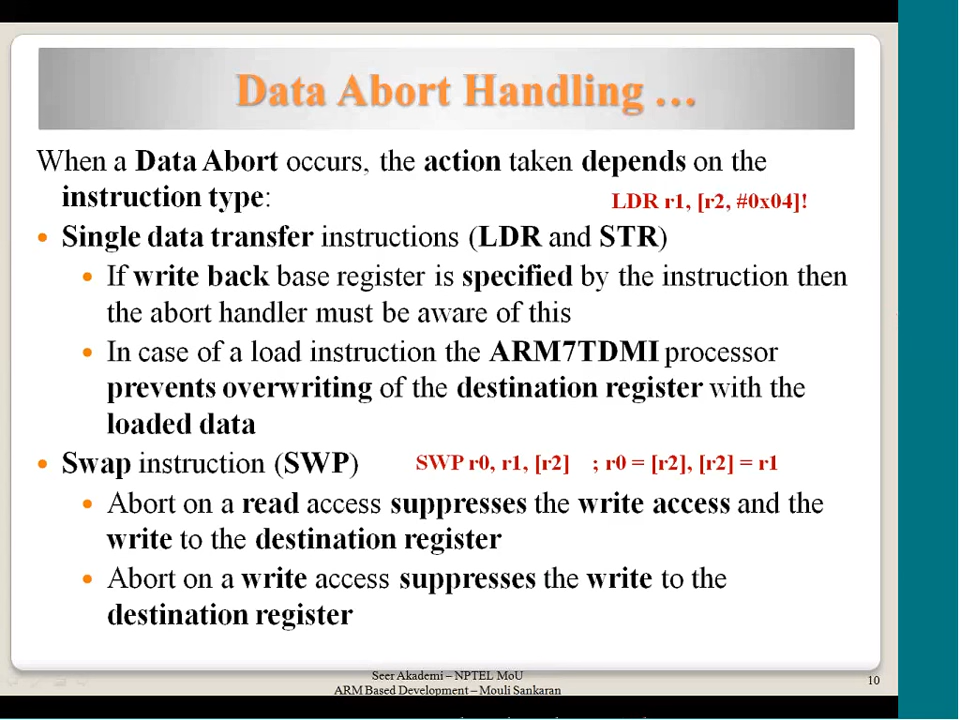 Data Abort Handling …
When a Data Abort occurs, the action taken depends on the
instruction type:
LDR r1, [r2, #0x04]!
• Single data transfer instructions (LDR and STR)
• If write back base register is specified by the instruction then
the abort handler must be aware of this
• In case of a load instruction the ARM7TDMI processor
prevents overwriting of the destination register with the
loaded data
• Swap instruction (SWP)
SWP r0, r1, [r2] ; r0 = [r2], [r2] = r1
• Abort on a read access suppresses the write access and the
write to the destination register
• Abort on a write access suppresses the write to the
destination register
Seer Akademi – NPTEL MoU
ARM Based Development – Mouli Sankaran
10